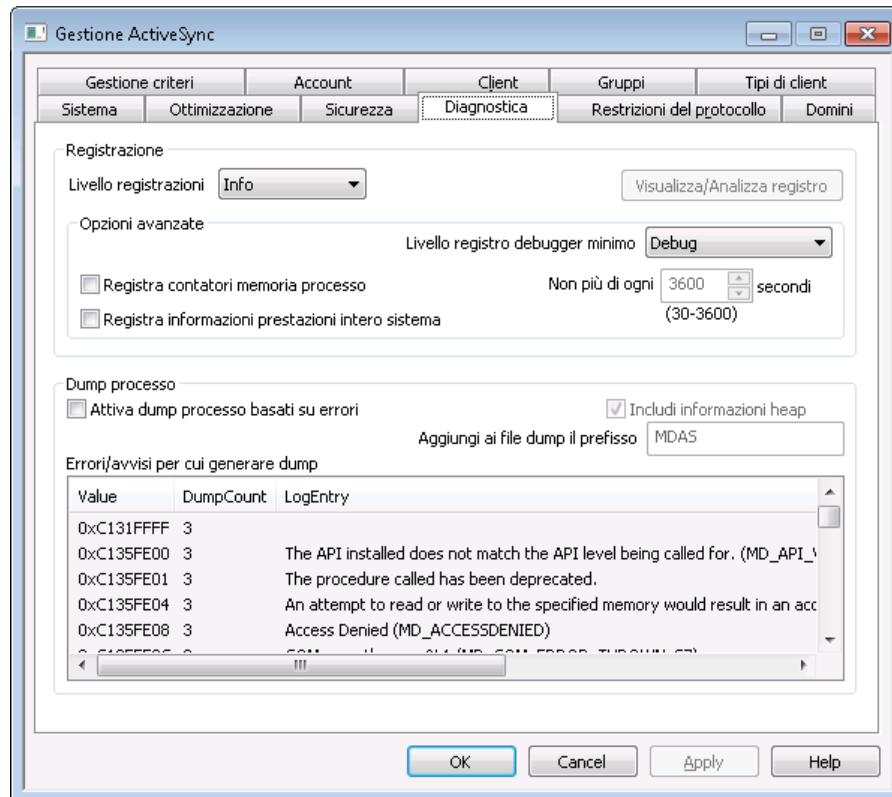 Gestione ActiveSync
Gestione criteri Account Client Gruppi Tipi di client
Sistema Ottimizzazione Sicurezza Diagnostica Restrizioni del protocollo Domini
Registrazione
Livello registrazioni Info Visualizza/Analizza registro
Opzioni avanzate
Livello registro debugger minimo Debug
Registra contatori memoria processo Non più di ogni 3600 secondi
Registra informazioni prestazioni intero sistema (30-3600)
Dump processo
Attiva dump processo basati su errori Includi informazioni heap
Aggiungi ai file dump il prefisso MDAS
Errori/avvisi per cui generare dump
Value DumpCount LogEntry
0xC131FFFF 3
0xC135FE00 3 The API installed does not match the API level being called for. (MD_API_
0xC135FE01 3 The procedure called has been deprecated.
0xC135FE04 3 An attempt to read or write to the specified memory would result in an acc
0xC135FE08 3 Access Denied (MD_ACCESSDENIED)
OK Cancel Apply Help